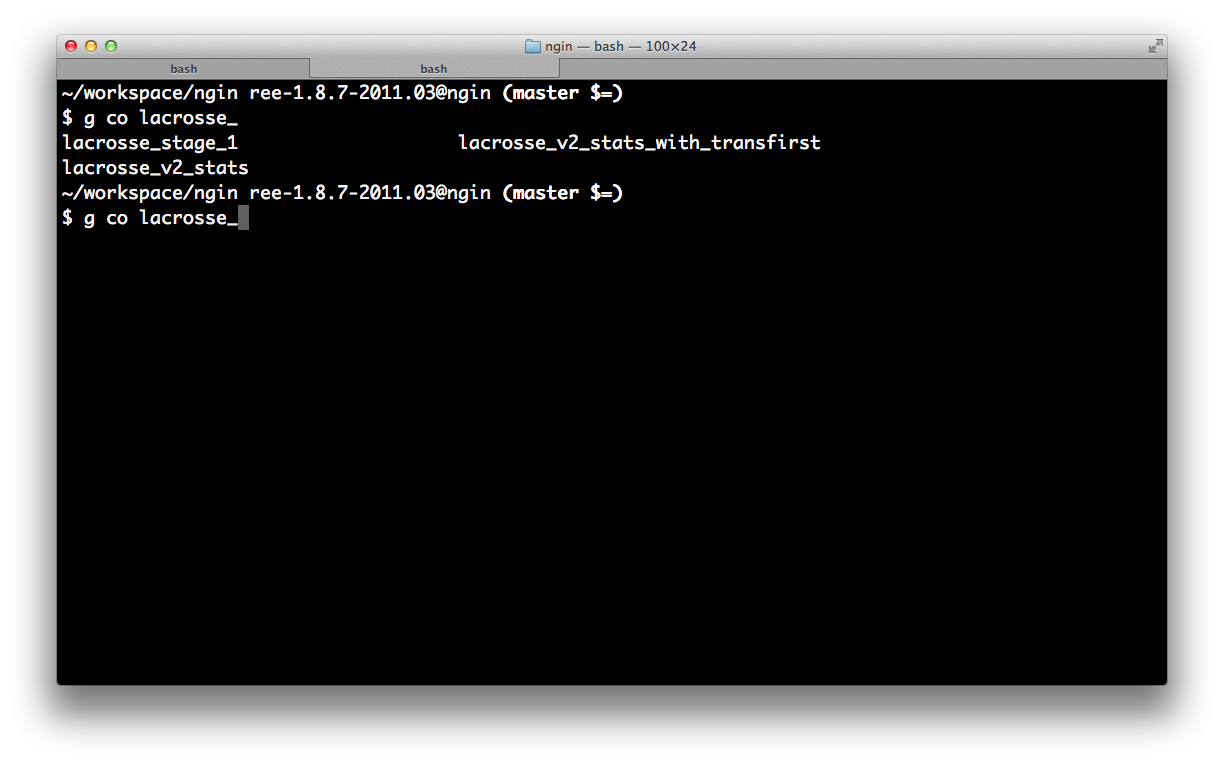 ngin — bash — 100×24
bash bash
~/workspace/ngin ree-1.8.7-2011.03@ngin (master $=)
$ g co lacrosse_
lacrosse_stage_1 lacrosse_v2_stats_with_transfirst
lacrosse_v2_stats
~/workspace/ngin ree-1.8.7-2011.03@ngin (master $=)
$ g co lacrosse_